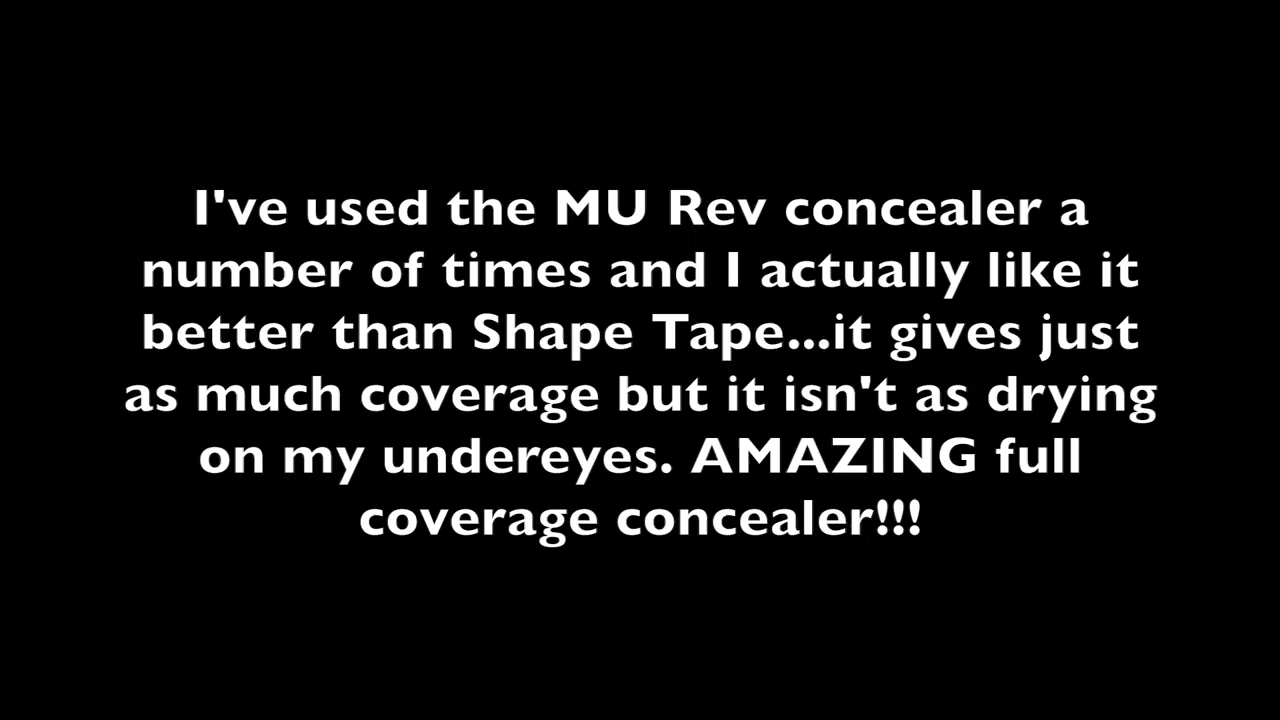 I've used the MU Rev concealer a
number of times and I actually like it
better than Shape Tape...it gives just
as much coverage but it isn't as drying
on my undereyes. AMAZING full
coverage concealer!!!